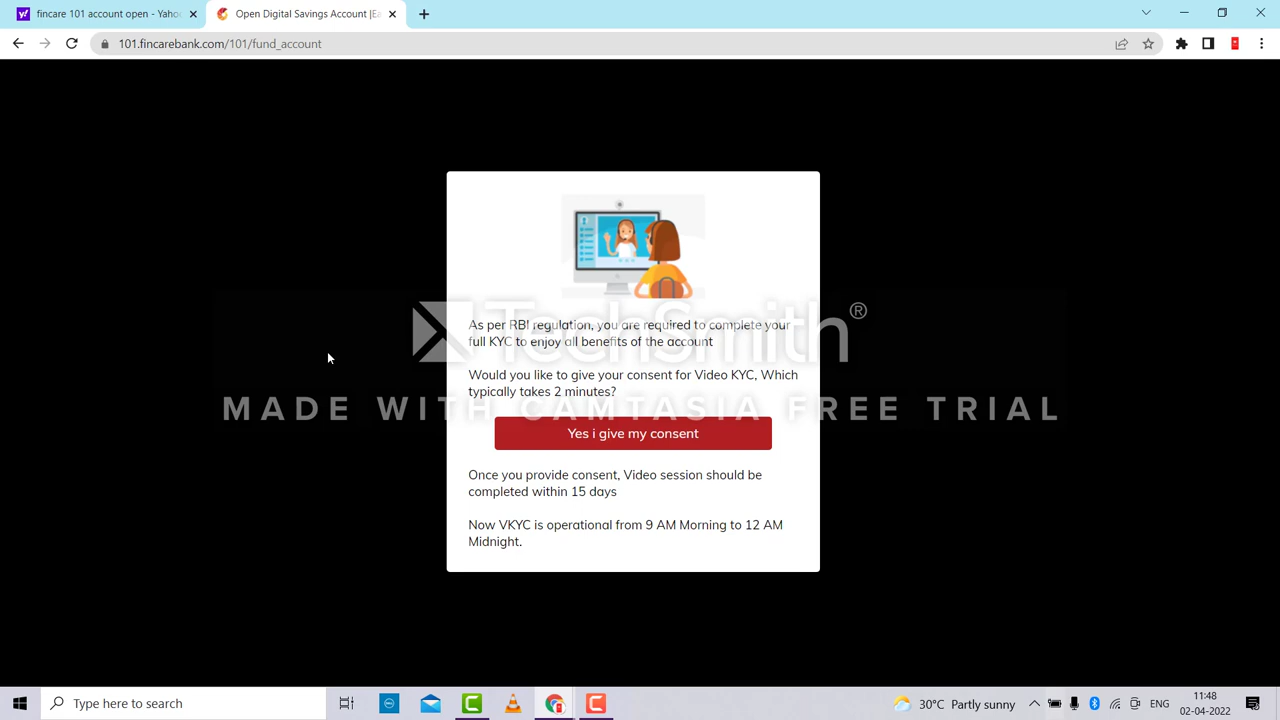 fincare 101 account open - Yahoo
Open Digital Savings Account |Ea
101.fincarebank.com/101/fund_account
As per RBI regulation, you are required to complete your
full KYC to enjoy all benefits of the account
TechSmith®
Would you like to give your consent for Video KYC, Which
typically takes 2 minutes?
MADE WITH CAMTASIA FREE TRIAL
Yes i give my consent
Once you provide consent, Video session should be
completed within 15 days
Now VKYC is operational from 9 AM Morning to 12 AM
Midnight.
Type here to search
30°C Partly sunny
ENG
11:48
02-04-2022